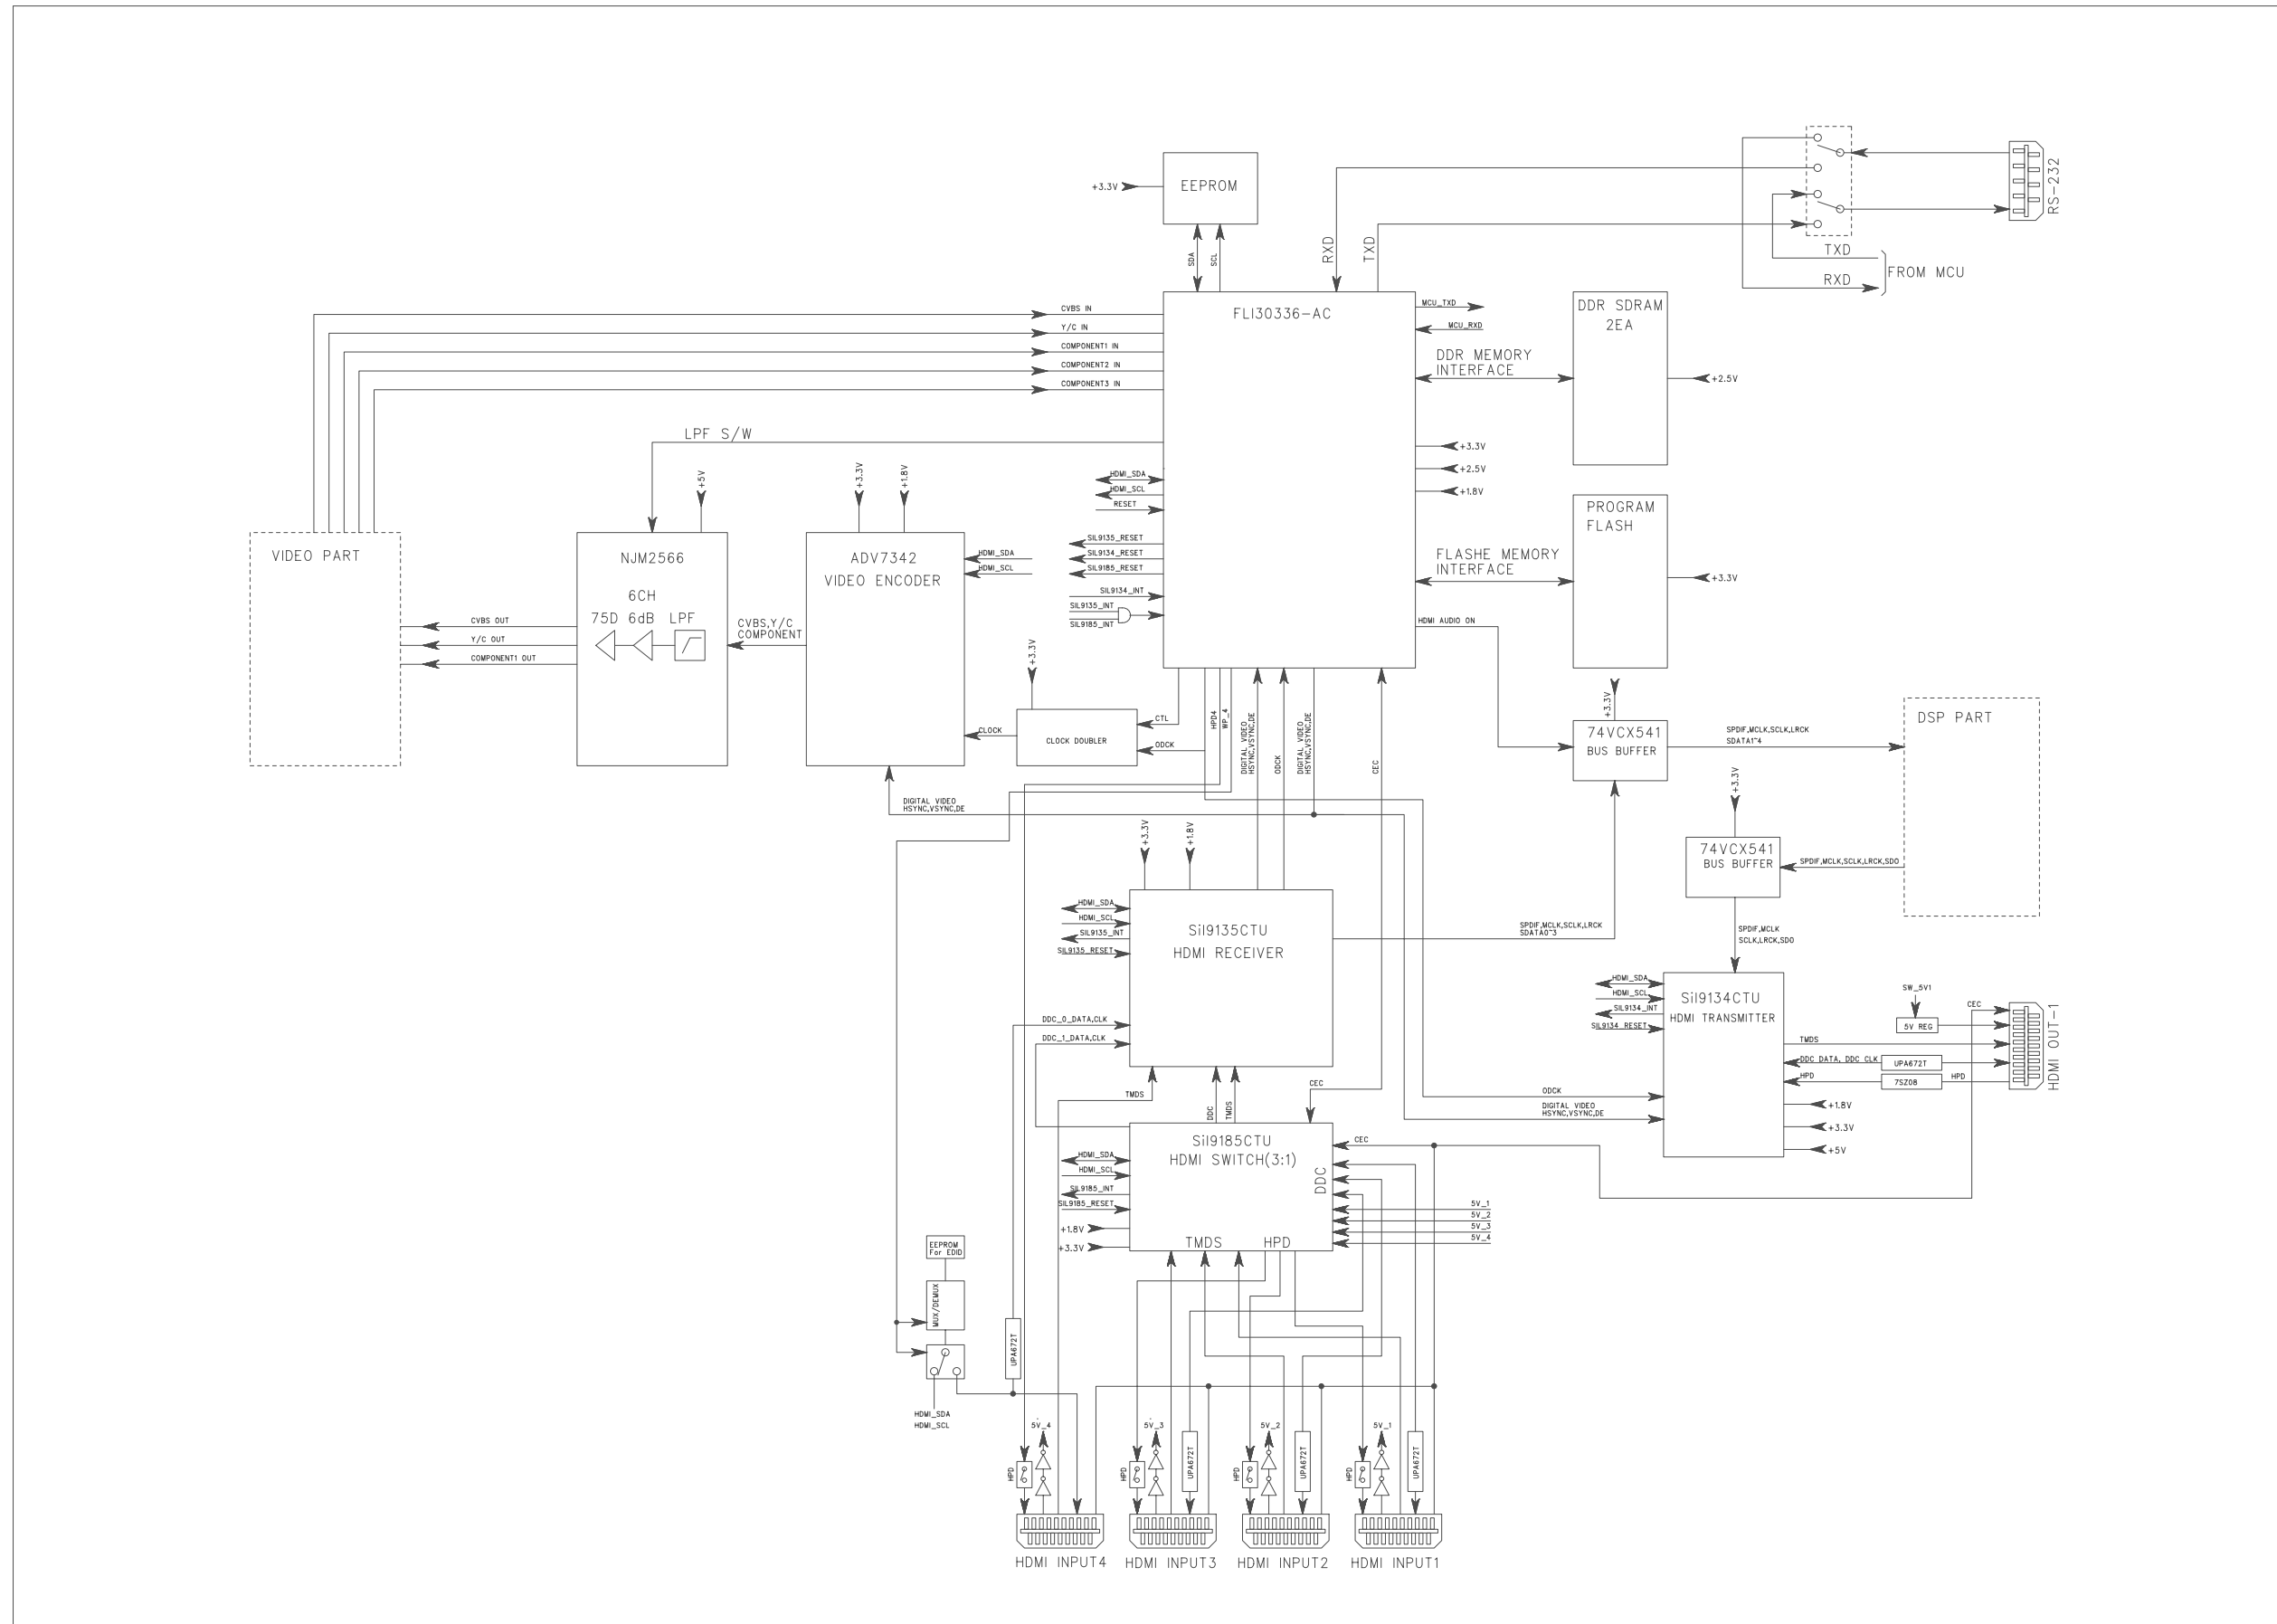 RS-232
EEPROM
+3.3V
SDA
SCL
RXD
TXD
TXD
RXD
FROM MCU
FLI30336-AC
MCU_TXD
MCU_RXD
DDR SDRAM
2EA
DDR MEMORY
INTERFACE
+2.5V
+3.3V
+2.5V
+1.8V
CVBS IN
Y/C IN
COMPONENT1 IN
COMPONENT2 IN
COMPONENT3 IN
LPF S/W
HDMI_SDA
HDMI_SCL
RESET
SIL9135_RESET
SIL9134_RESET
SIL9185_RESET
SIL9134_INT
SIL9135_INT
SIL9185_INT
PROGRAM
FLASH
FLASHE MEMORY
INTERFACE
+3.3V
HDMI AUDIO ON
VIDEO PART
CVBS OUT
Y/C OUT
COMPONENT1 OUT
+5V
NJM2566
6CH
75D 6dB LPF
CVBS,Y/C
COMPONENT
+3.3V
+1.8V
ADV7342
VIDEO ENCODER
HDMI_SDA
HDMI_SCL
+3.3V
CLOCK
CLOCK DOUBLER
CTL
ODCK
HPD4
WP_4
DIGITAL VIDEO
HSYNC,VSYNC,DE
ODCK
DIGITAL VIDEO
HSYNC,VSYNC,DE
CEC
DIGITAL VIDEO
HSYNC,VSYNC,DE
+3.3V
74VCX541
BUS BUFFER
SPDIF,MCLK,SCLK,LRCK
SDATA1~4
DSP PART
+3.3V
74VCX541
BUS BUFFER
SPDIF,MCLK,SCLK,LRCK,SDO
SPDIF,MCLK
SCLK,LRCK,SDO
+3.3V
+1.8V
HDMI_SDA
HDMI_SCL
SIL9135_INT
SIL9135_RESET
SiI9135CTU
HDMI RECEIVER
SPDIF,MCLK,SCLK,LRCK
SDATA0~3
DDC_0_DATA,CLK
DDC_1_DATA,CLK
TMDS
DDC
TMDS
CEC
HDMI_SDA
HDMI_SCL
SIL9134_INT
SIL9134_RESET
SiI9134CTU
HDMI TRANSMITTER
ODCK
DIGITAL VIDEO
HSYNC,VSYNC,DE
SW_5V1
5V REG
CEC
TMDS
DDC DATA, DDC CLK
UPA672T
HPD
7SZ08
HPD
+1.8V
+3.3V
+5V
HDMI OUT-1
SiI9185CTU
HDMI SWITCH(3:1)
HDMI_SDA
HDMI_SCL
SIL9185_INT
SIL9185_RESET
+1.8V
+3.3V
TMDS
HPD
DDC
CEC
5V_1
5V_2
5V_3
5V_4
EEPROM
For EDID
MUX/DEMUX
HDMI_SDA
HDMI_SCL
UPA672T
5V_4
HPD
5V_3
HPD
UPA672T
5V_2
HPD
UPA672T
5V_1
HPD
UPA672T
HDMI INPUT4
HDMI INPUT3
HDMI INPUT2
HDMI INPUT1